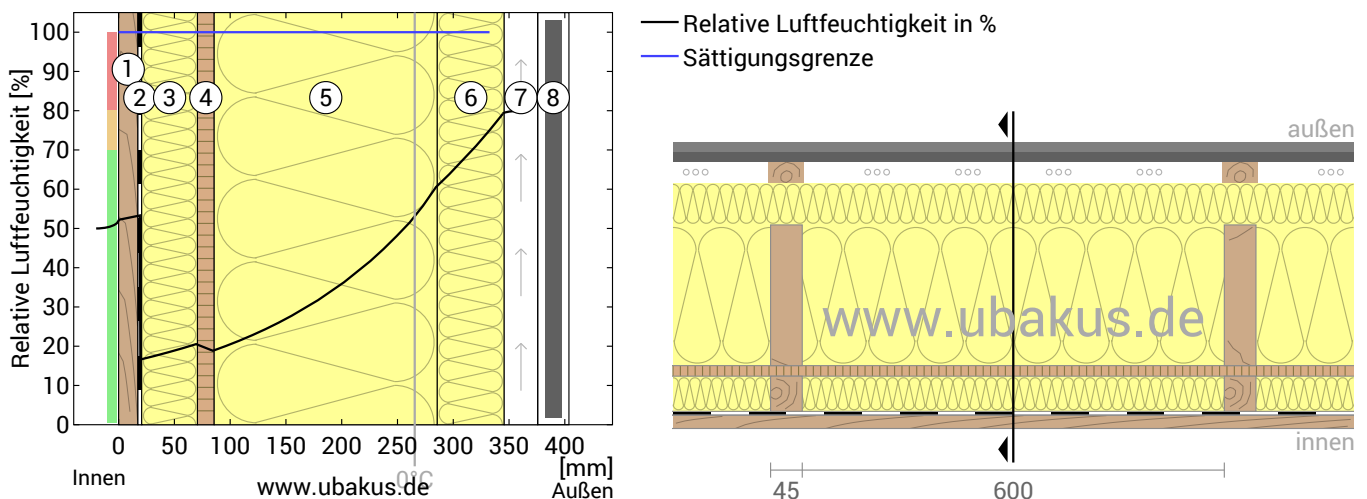 Relative Luftfeuchtigkeit in %
Sättigungsgrenze
Relative Luftfeuchtigkeit [%]
100
90
80
70
60
50
40
30
20
10
0
1
2
3
4
5
6
7
8
0
50
100
150
200
250
300
350
400
[mm]
Innen
www.ubakus.de
0°C
Außen
außen
www.ubakus.de
innen
45
600